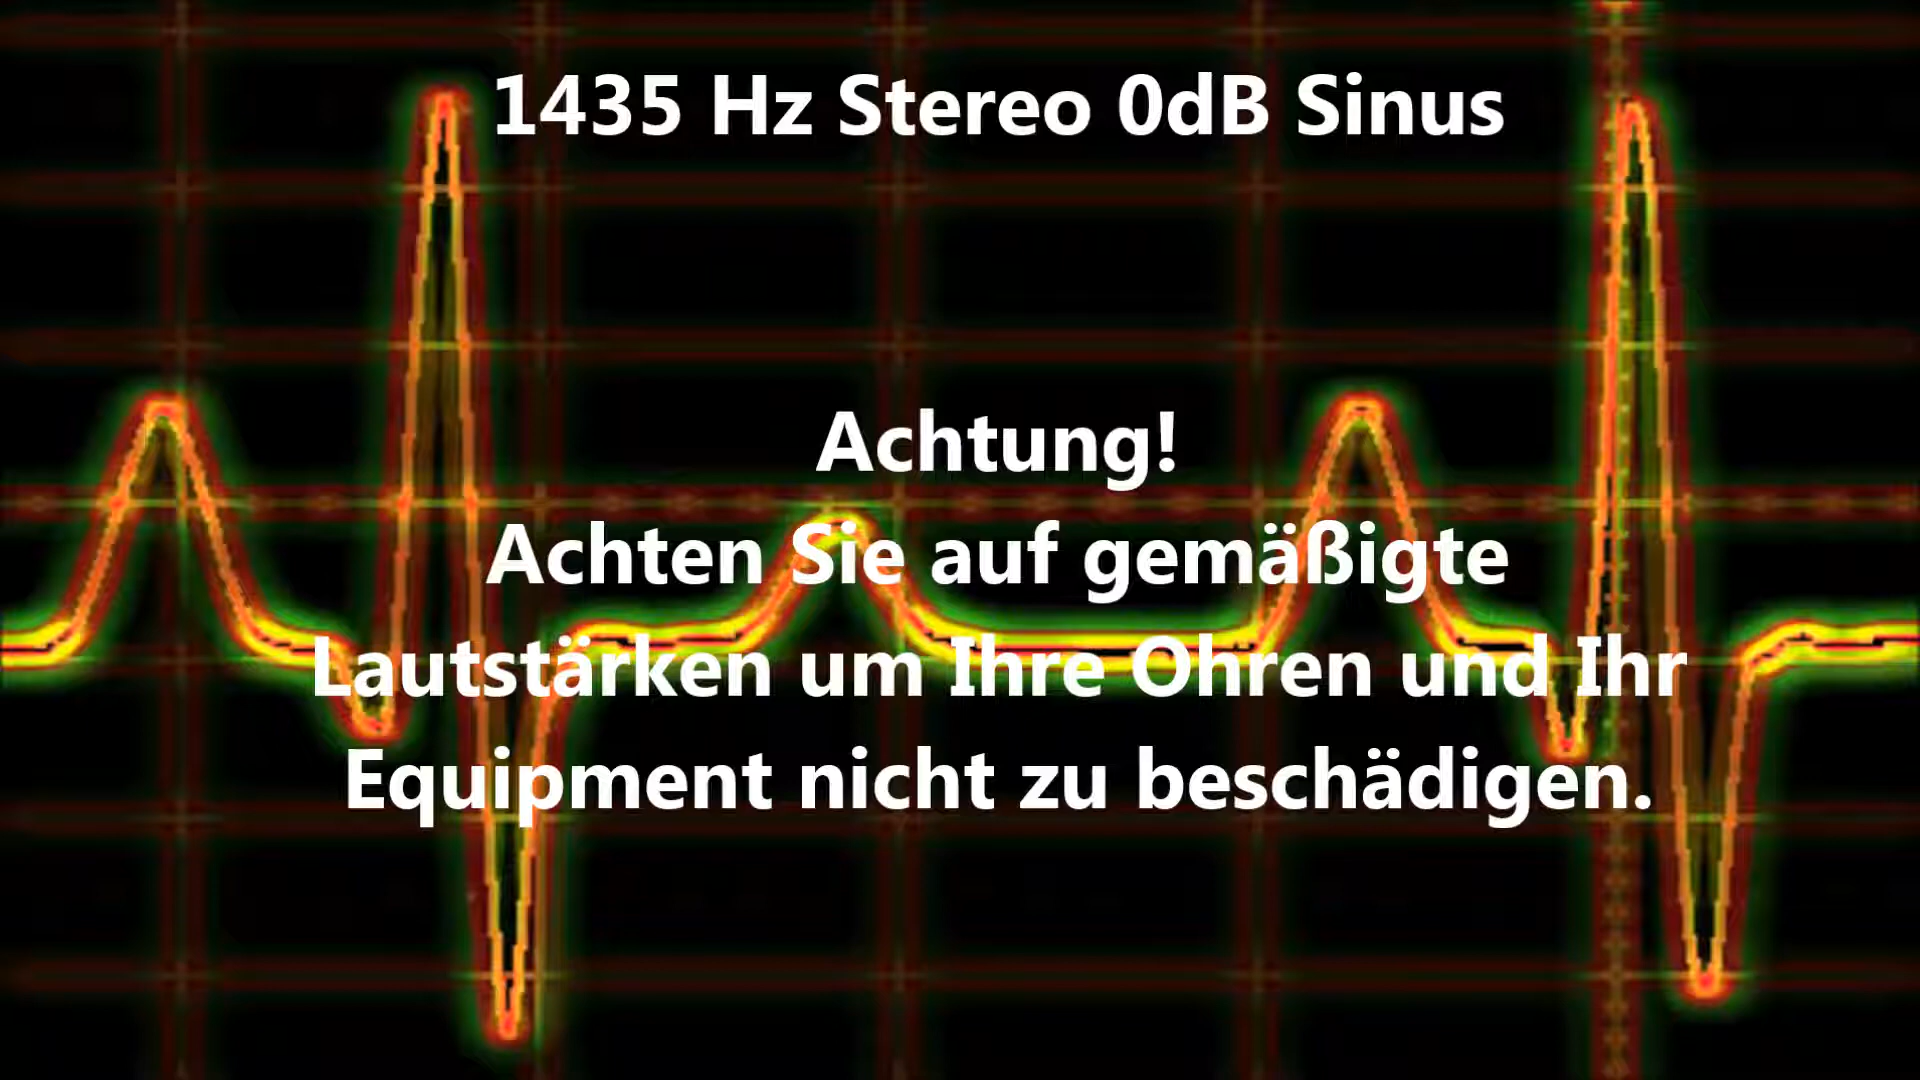 1435 Hz Stereo 0dB Sinus
Achtung!
Achten Sie auf gemäßigte
Lautstärken um Ihre Ohren und Ihr
Equipment nicht zu beschädigen.